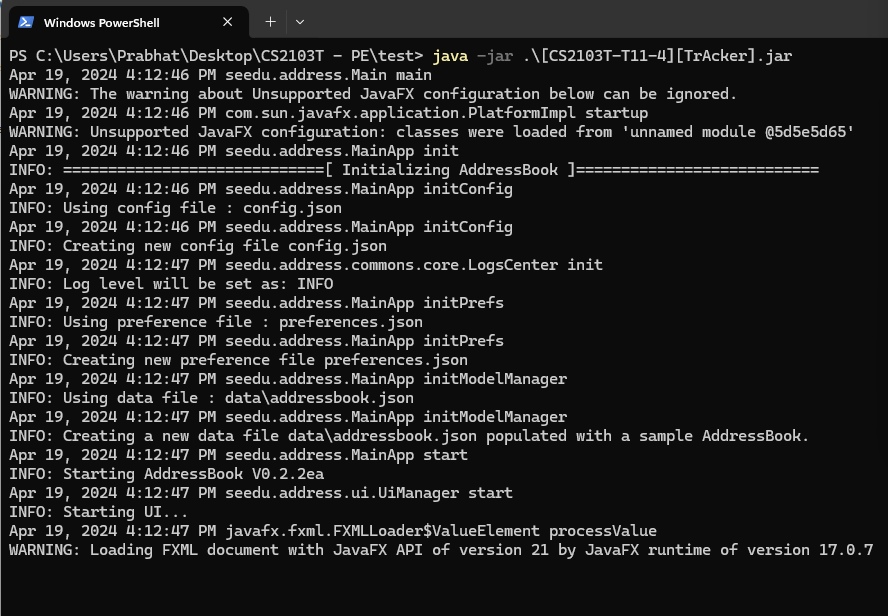 Windows PowerShell
PS C:\Users\Prabhat\Desktop\CS2103T - PE\test> java -jar .\[CS2103T-T11-4][TrAcker].jar
Apr 19, 2024 4:12:46 PM seedu.address.Main main
WARNING: The warning about Unsupported JavaFX configuration below can be ignored.
Apr 19, 2024 4:12:46 PM com.sun.javafx.application.PlatformImpl startup
WARNING: Unsupported JavaFX configuration: classes were loaded from 'unnamed module @5d5e5d65'
Apr 19, 2024 4:12:46 PM seedu.address.MainApp init
INFO: =============================[ Initializing AddressBook ]===========================
Apr 19, 2024 4:12:46 PM seedu.address.MainApp initConfig
INFO: Using config file : config.json
Apr 19, 2024 4:12:46 PM seedu.address.MainApp initConfig
INFO: Creating new config file config.json
Apr 19, 2024 4:12:47 PM seedu.address.commons.core.LogsCenter init
INFO: Log level will be set as: INFO
Apr 19, 2024 4:12:47 PM seedu.address.MainApp initPrefs
INFO: Using preference file : preferences.json
Apr 19, 2024 4:12:47 PM seedu.address.MainApp initPrefs
INFO: Creating new preference file preferences.json
Apr 19, 2024 4:12:47 PM seedu.address.MainApp initModelManager
INFO: Using data file : data\addressbook.json
Apr 19, 2024 4:12:47 PM seedu.address.MainApp initModelManager
INFO: Creating a new data file data\addressbook.json populated with a sample AddressBook.
Apr 19, 2024 4:12:47 PM seedu.address.MainApp start
INFO: Starting AddressBook V0.2.2ea
Apr 19, 2024 4:12:47 PM seedu.address.ui.UiManager start
INFO: Starting UI...
Apr 19, 2024 4:12:47 PM javafx.fxml.FXMLLoader$ValueElement processValue
WARNING: Loading FXML document with JavaFX API of version 21 by JavaFX runtime of version 17.0.7